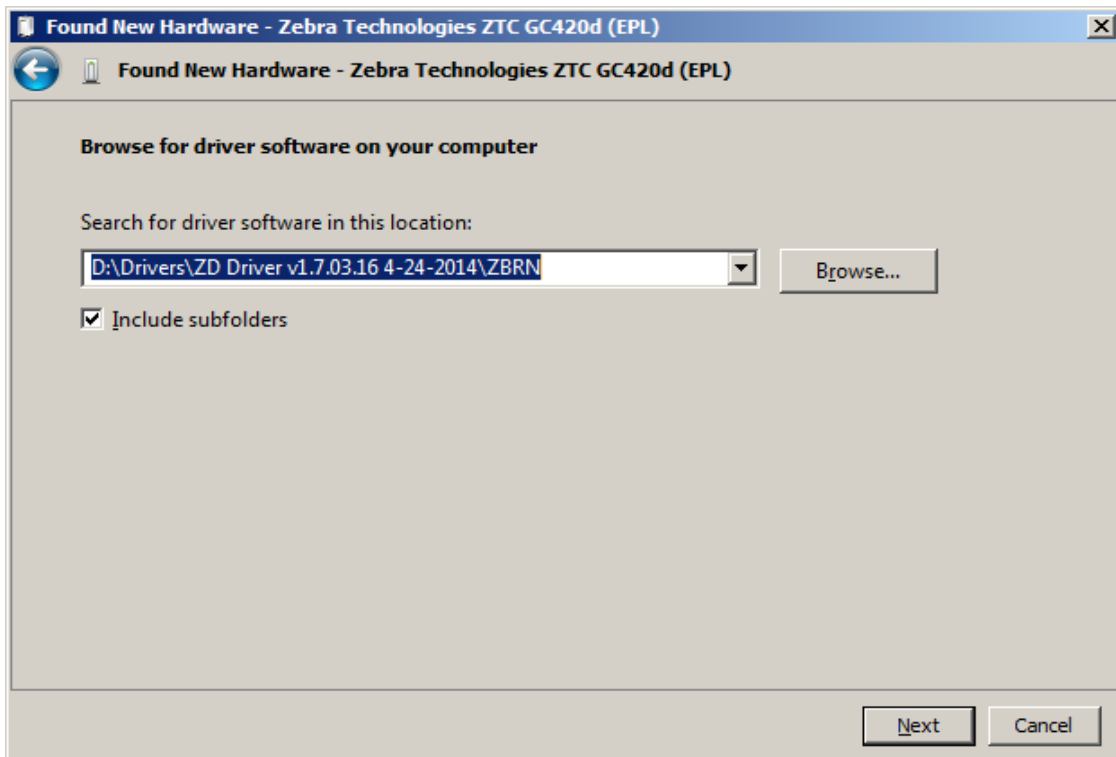 Found New Hardware - Zebra Technologies ZTC GC420d (EPL)
Found New Hardware - Zebra Technologies ZTC GC420d (EPL)
Browse for driver software on your computer
Search for driver software in this location:
D:\Drivers\ZD Driver v1.7.03.16 4-24-2014\ZBRN
Browse...
Include subfolders
Next Cancel